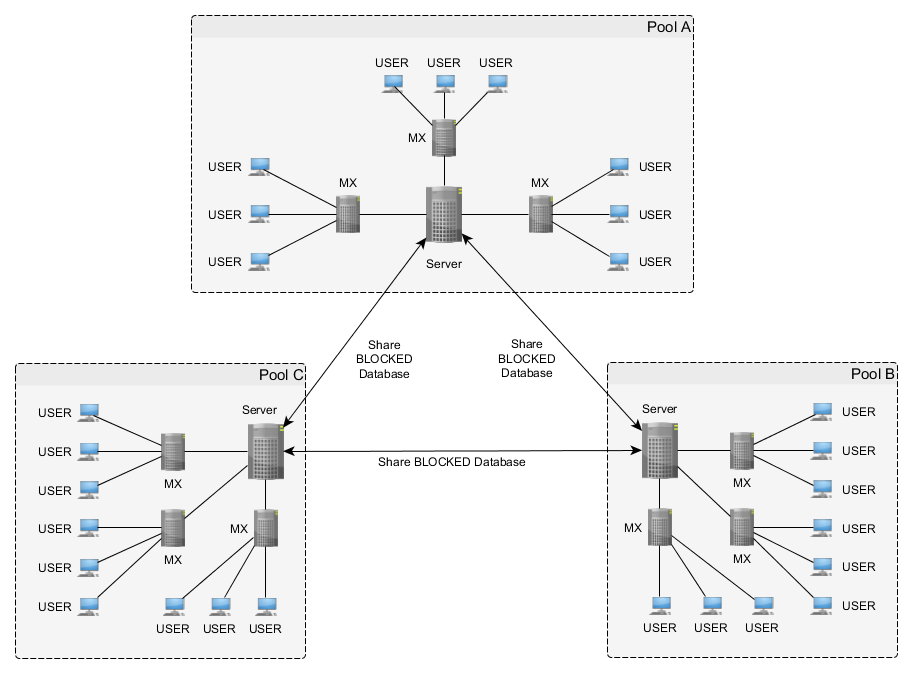 Pool A
USER USER USER
MX
USER MX MX USER
USER USER
USER USER
Server
Share
BLOCKED
Database
Share
BLOCKED
Database
Pool C
Server
USER
USER
MX
USER
USER
MX
MX
USER
USER
USER USER USER
Share BLOCKED Database
Pool B
Server
USER
USER
MX
USER
MX
USER
MX
USER
USER
USER USER USER